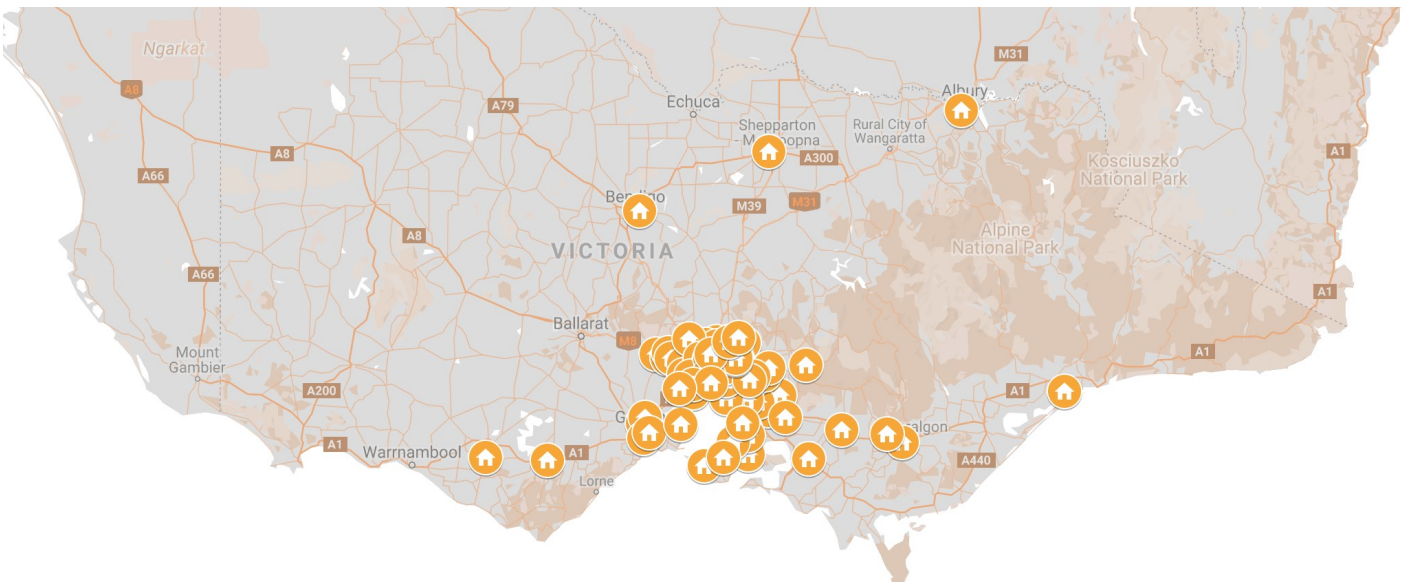 Ngarkat
M31
A8
Albury
Echuca
A79
Shepparton
Rural City of
Wangaratta
A1
A8
A300
Kosciuszko
National Park
A66
M39
M31
VICTORIA
Alpine
National Park
A8
A66
A1
Ballarat
M8
A1
Mount
Gambier
A200
A1
A1
Warrnambool
A1
A440
Lorne